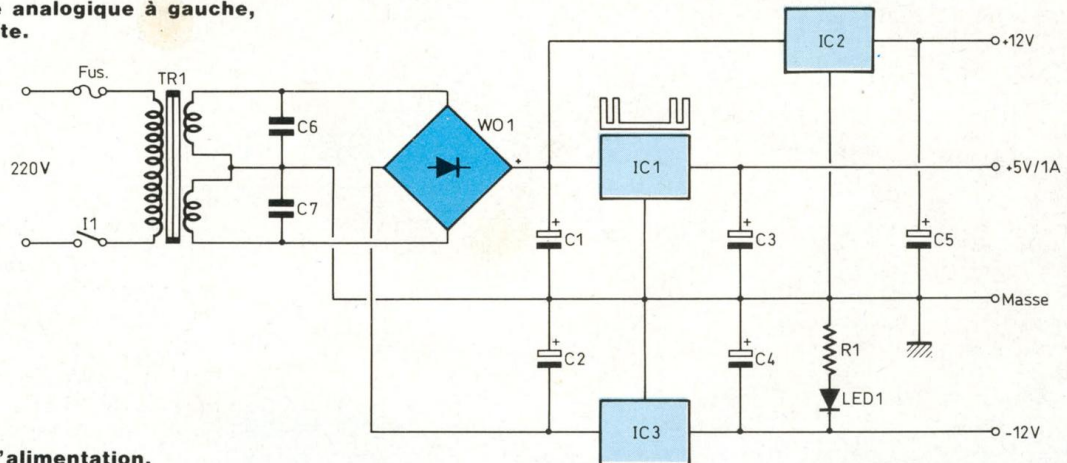 e analogique à gauche,
te.
Fus.
TR1
220V
I1
C6
C7
WO1
+
IC2
+12V
IC1
+5V/1A
+
C1
+
C3
+
C5
Masse
+
C2
+
C4
R1
LED1
IC3
-12V
'alimentation.